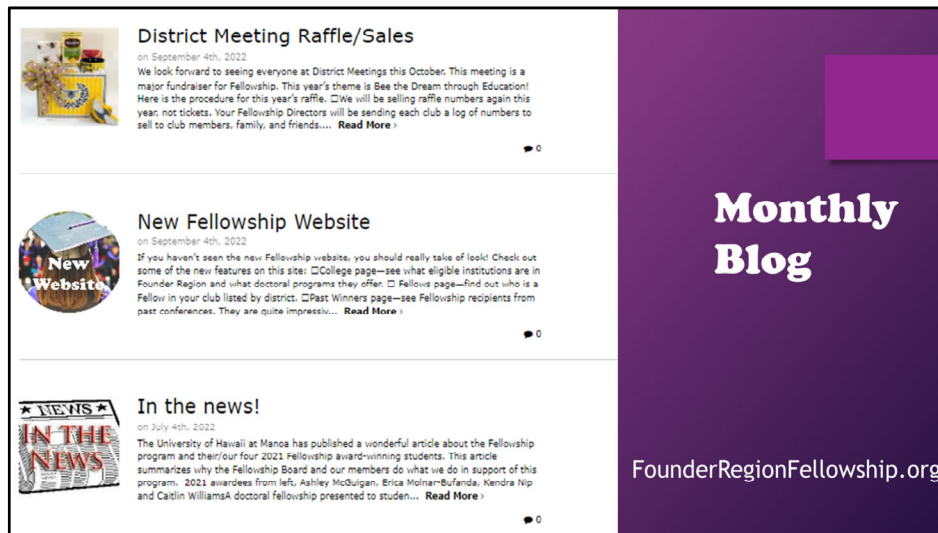 District Meeting Raffle/Sales
on September 4th, 2022
We look forward to seeing everyone at District Meetings this October. This meeting is a
major fundraiser for Fellowship. This year's theme is Bee the Dream through Education!
Here is the procedure for this year's raffle. □We will be selling raffle numbers again this
year, not tickets. Your Fellowship Directors will be sending each club a log of numbers to
sell to club members, family, and friends.... Read More ›
0
New Website
New Fellowship Website
on September 4th, 2022
If you haven't seen the new Fellowship website, you should really take of look! Check out
some of the new features on this site: □College page—see what eligible institutions are in
Founder Region and what doctoral programs they offer. □ Fellows page—find out who is a
Fellow in your club listed by district. □Past Winners page—see Fellowship recipients from
past conferences. They are quite impressiv... Read More ›
0
★ NEWS ★
IN THE
NEWS
In the news!
on July 4th, 2022
The University of Hawaii at Manoa has published a wonderful article about the Fellowship
program and their/our four 2021 Fellowship award-winning students. This article
summarizes why the Fellowship Board and our members do what we do in support of this
program. 2021 awardees from left, Ashley McGuigan, Erica Molnar-Bufanda, Kendra Nip
and Caitlin WilliamsA doctoral fellowship presented to studen... Read More ›
0
Monthly
Blog
FounderRegionFellowship.org